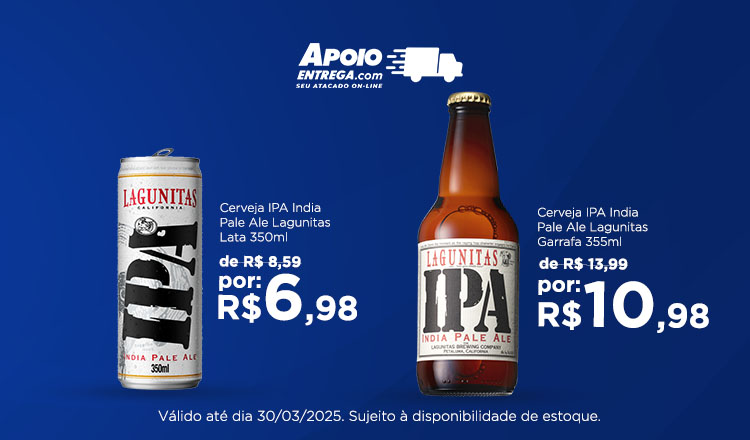 APOIO
ENTREGA.com
SEU ATACADO ON-LINE
LAGUNITAS
CALIFORNIA
IPA
INDIA PALE ALE
350ml
Cerveja IPA India
Pale Ale Lagunitas
Lata 350ml
de R$ 8,59
por:
R$6,98
LAGUNITAS
IPA
INDIA PALE ALE
LAGUNITAS BREWING COMPANY
PETALUMA, CALIFORNIA
Cerveja IPA India
Pale Ale Lagunitas
Garrafa 355ml
de R$ 13,99
por:
R$10,98
Válido até dia 30/03/2025. Sujeito à disponibilidade de estoque.